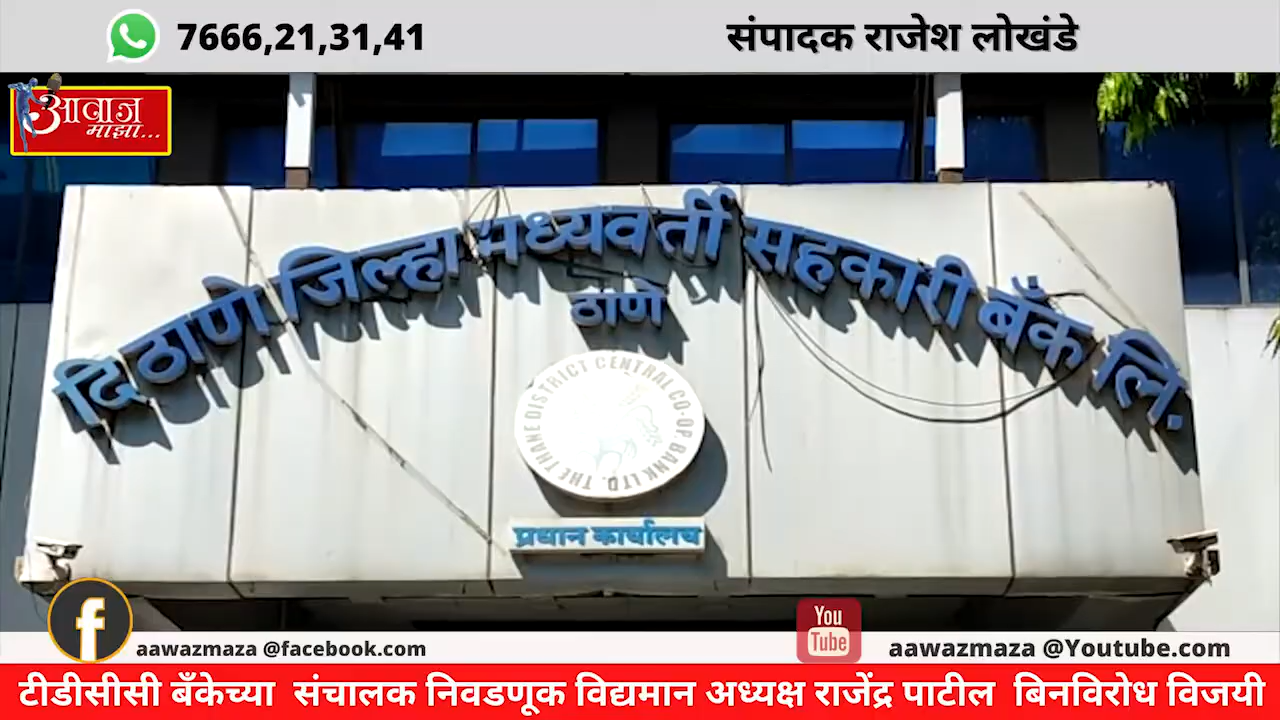 7666,21,31,41
संपादक राजेश लोखंडे
आवाज
माझा...
दि ठाणे जिल्हा मध्यवर्ती सहकारी बँक लि.
ठाणे
THE THANE DISTRICT CENTRAL CO-OP. BANK LTD.
प्रधान कार्यालय
f
aawazmaza @facebook.com
You
Tube
aawazmaza @Youtube.com
टीडीसीसी बँकेच्या संचालक निवडणूक विद्यमान अध्यक्ष राजेंद्र पाटील बिनविरोध विजयी